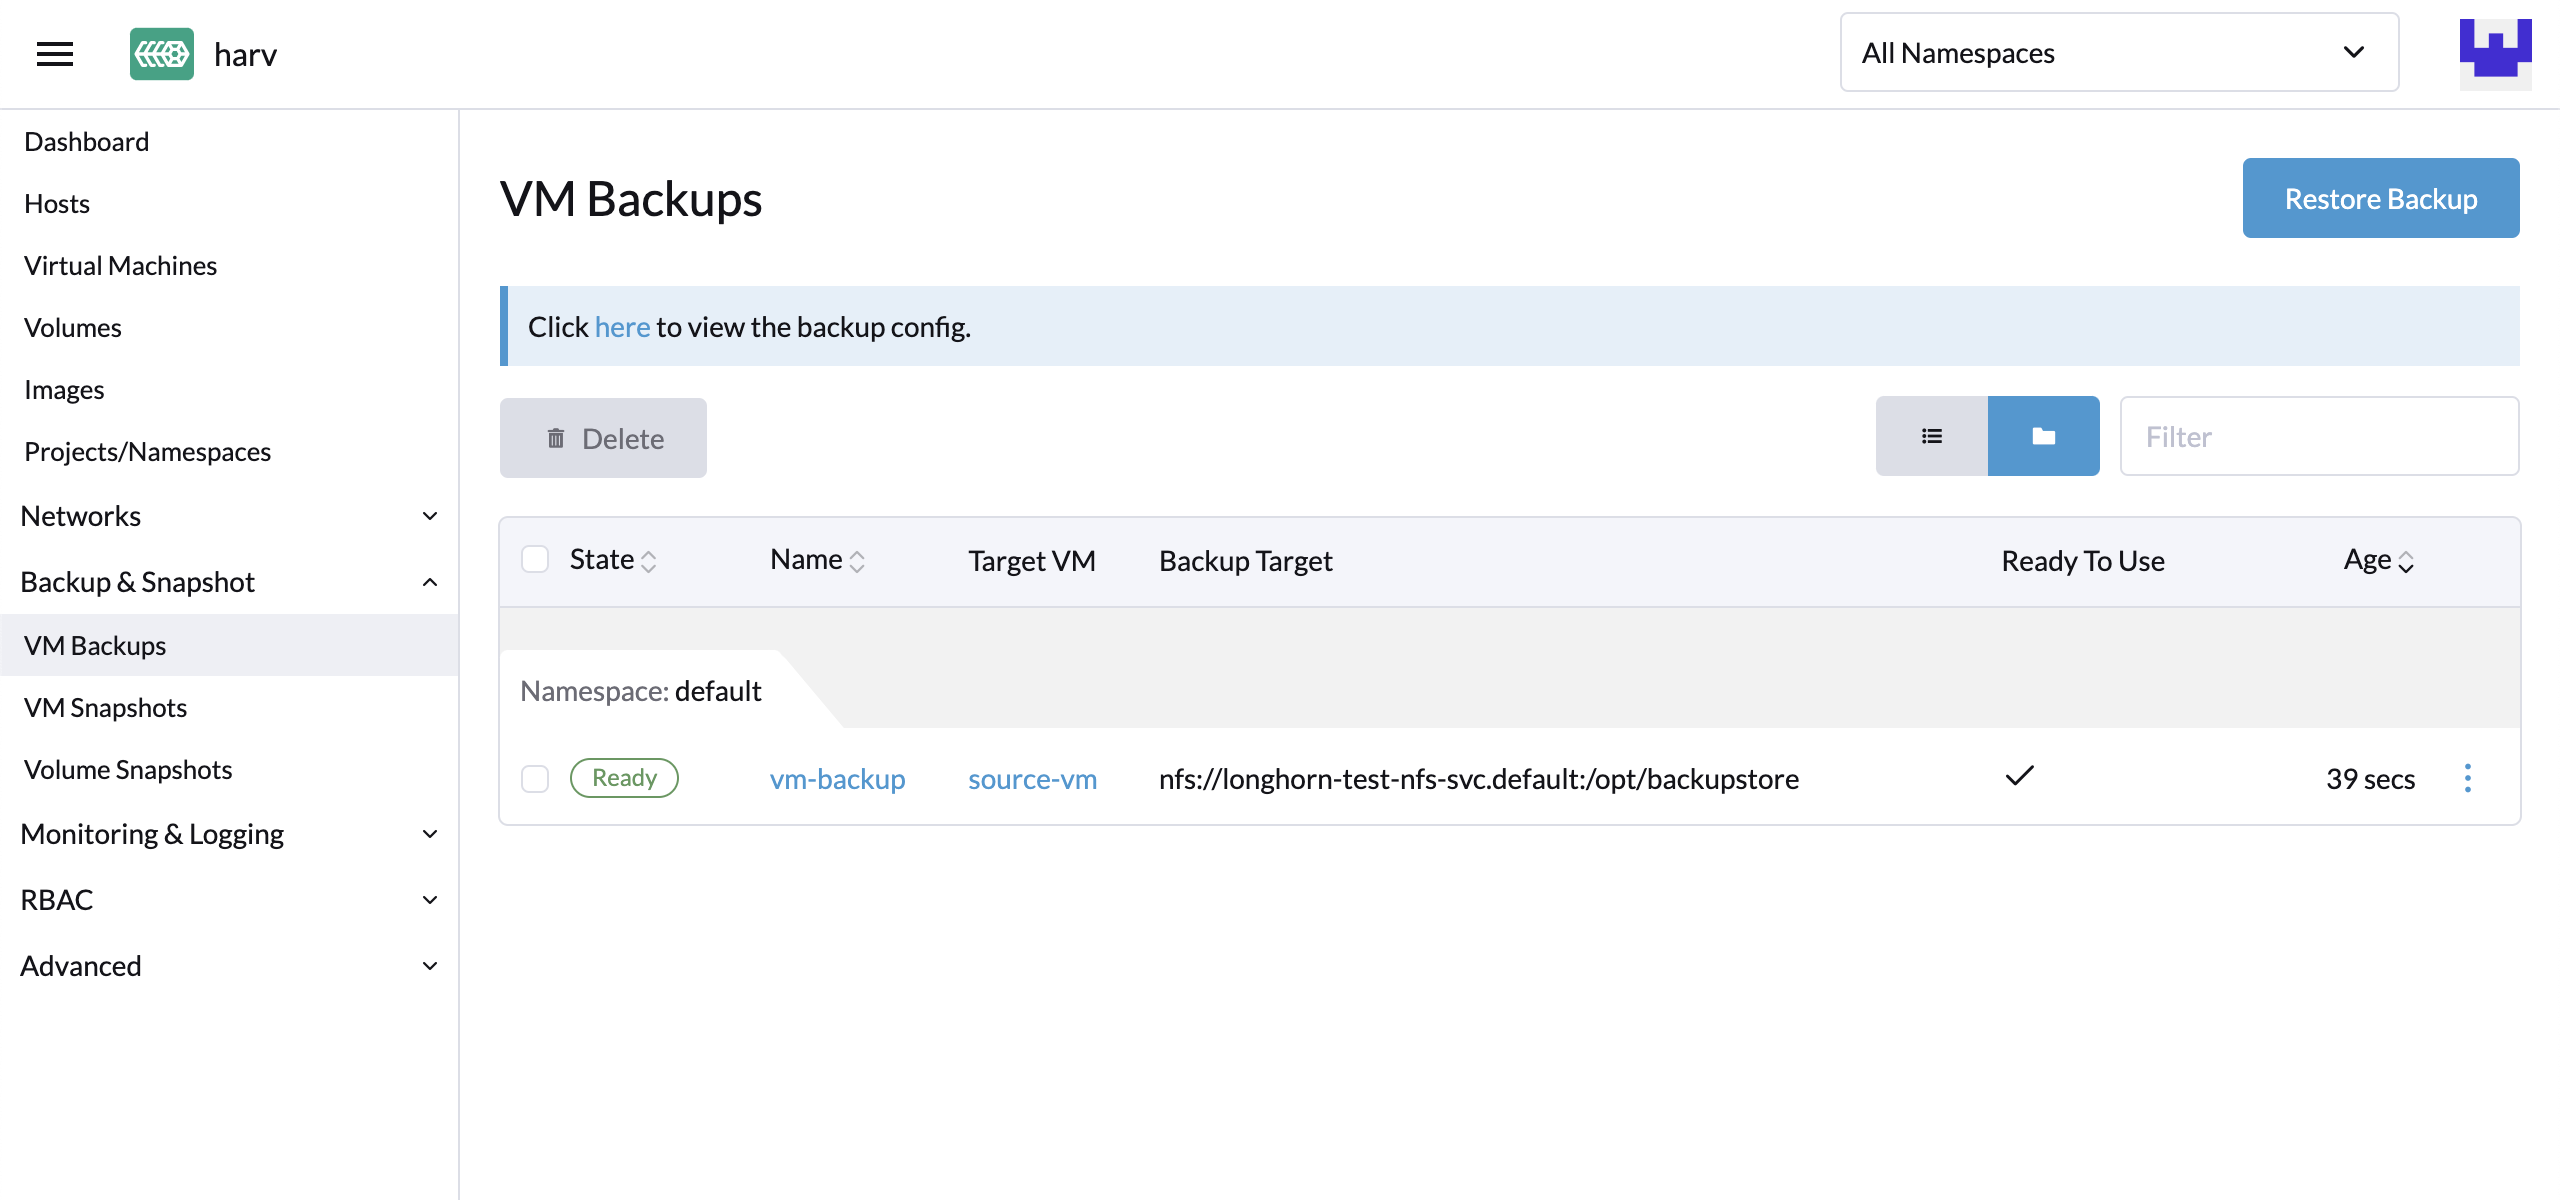 harv
All Namespaces
Dashboard
Hosts
Virtual Machines
Volumes
Images
Projects/Namespaces
Networks
Backup & Snapshot
VM Backups
VM Snapshots
Volume Snapshots
Monitoring & Logging
RBAC
Advanced
VM Backups
Restore Backup
Click here to view the backup config.
Delete
Filter
State Name Target VM Backup Target Ready To Use Age
Namespace: default
Ready vm-backup source-vm nfs://longhorn-test-nfs-svc.default:/opt/backupstore 39 secs